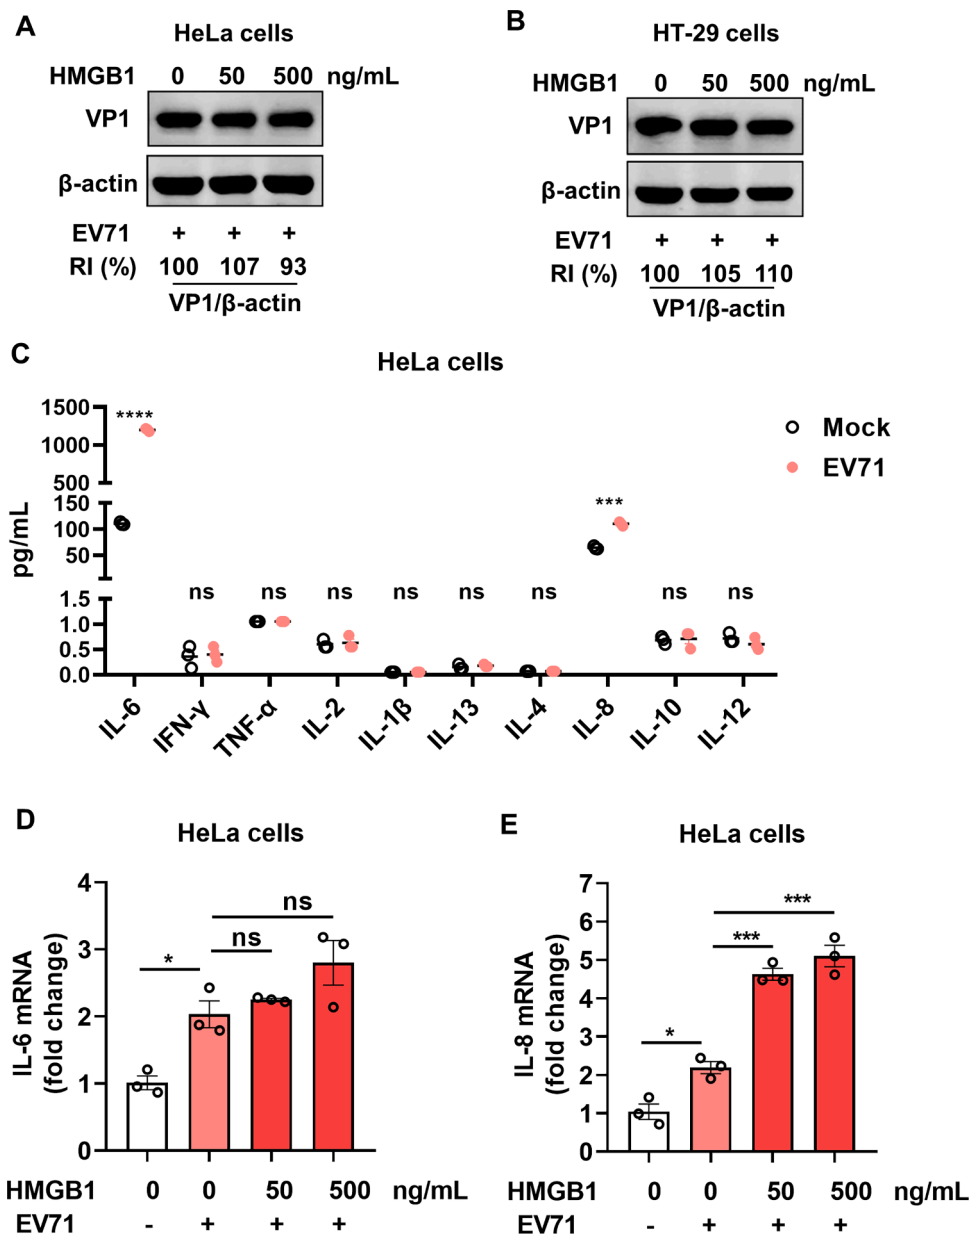 A
HeLa cells
HMGB1 0 50 500 ng/mL
VP1
β-actin
EV71 + + +
RI (%) 100 107 93
VP1/β-actin
B
HT-29 cells
HMGB1 0 50 500 ng/mL
VP1
β-actin
EV71 + + +
RI (%) 100 105 110
VP1/β-actin
C
HeLa cells
pg/mL
1500
1000
500
150
100
50
1.5
1.0
0.5
0.0
**** ns ns ns ns ns ns *** ns ns
Mock
EV71
IL-6 IFN-γ TNF-α IL-2 IL-1β IL-13 IL-4 IL-8 IL-10 IL-12
D
HeLa cells
IL-6 mRNA
(fold change)
4
3
2
1
0
ns
ns
*
HMGB1 0 0 50 500 ng/mL
EV71 - + + +
E
HeLa cells
IL-8 mRNA
(fold change)
7
6
5
4
3
2
1
0
***
***
*
HMGB1 0 0 50 500 ng/mL
EV71 - + + +